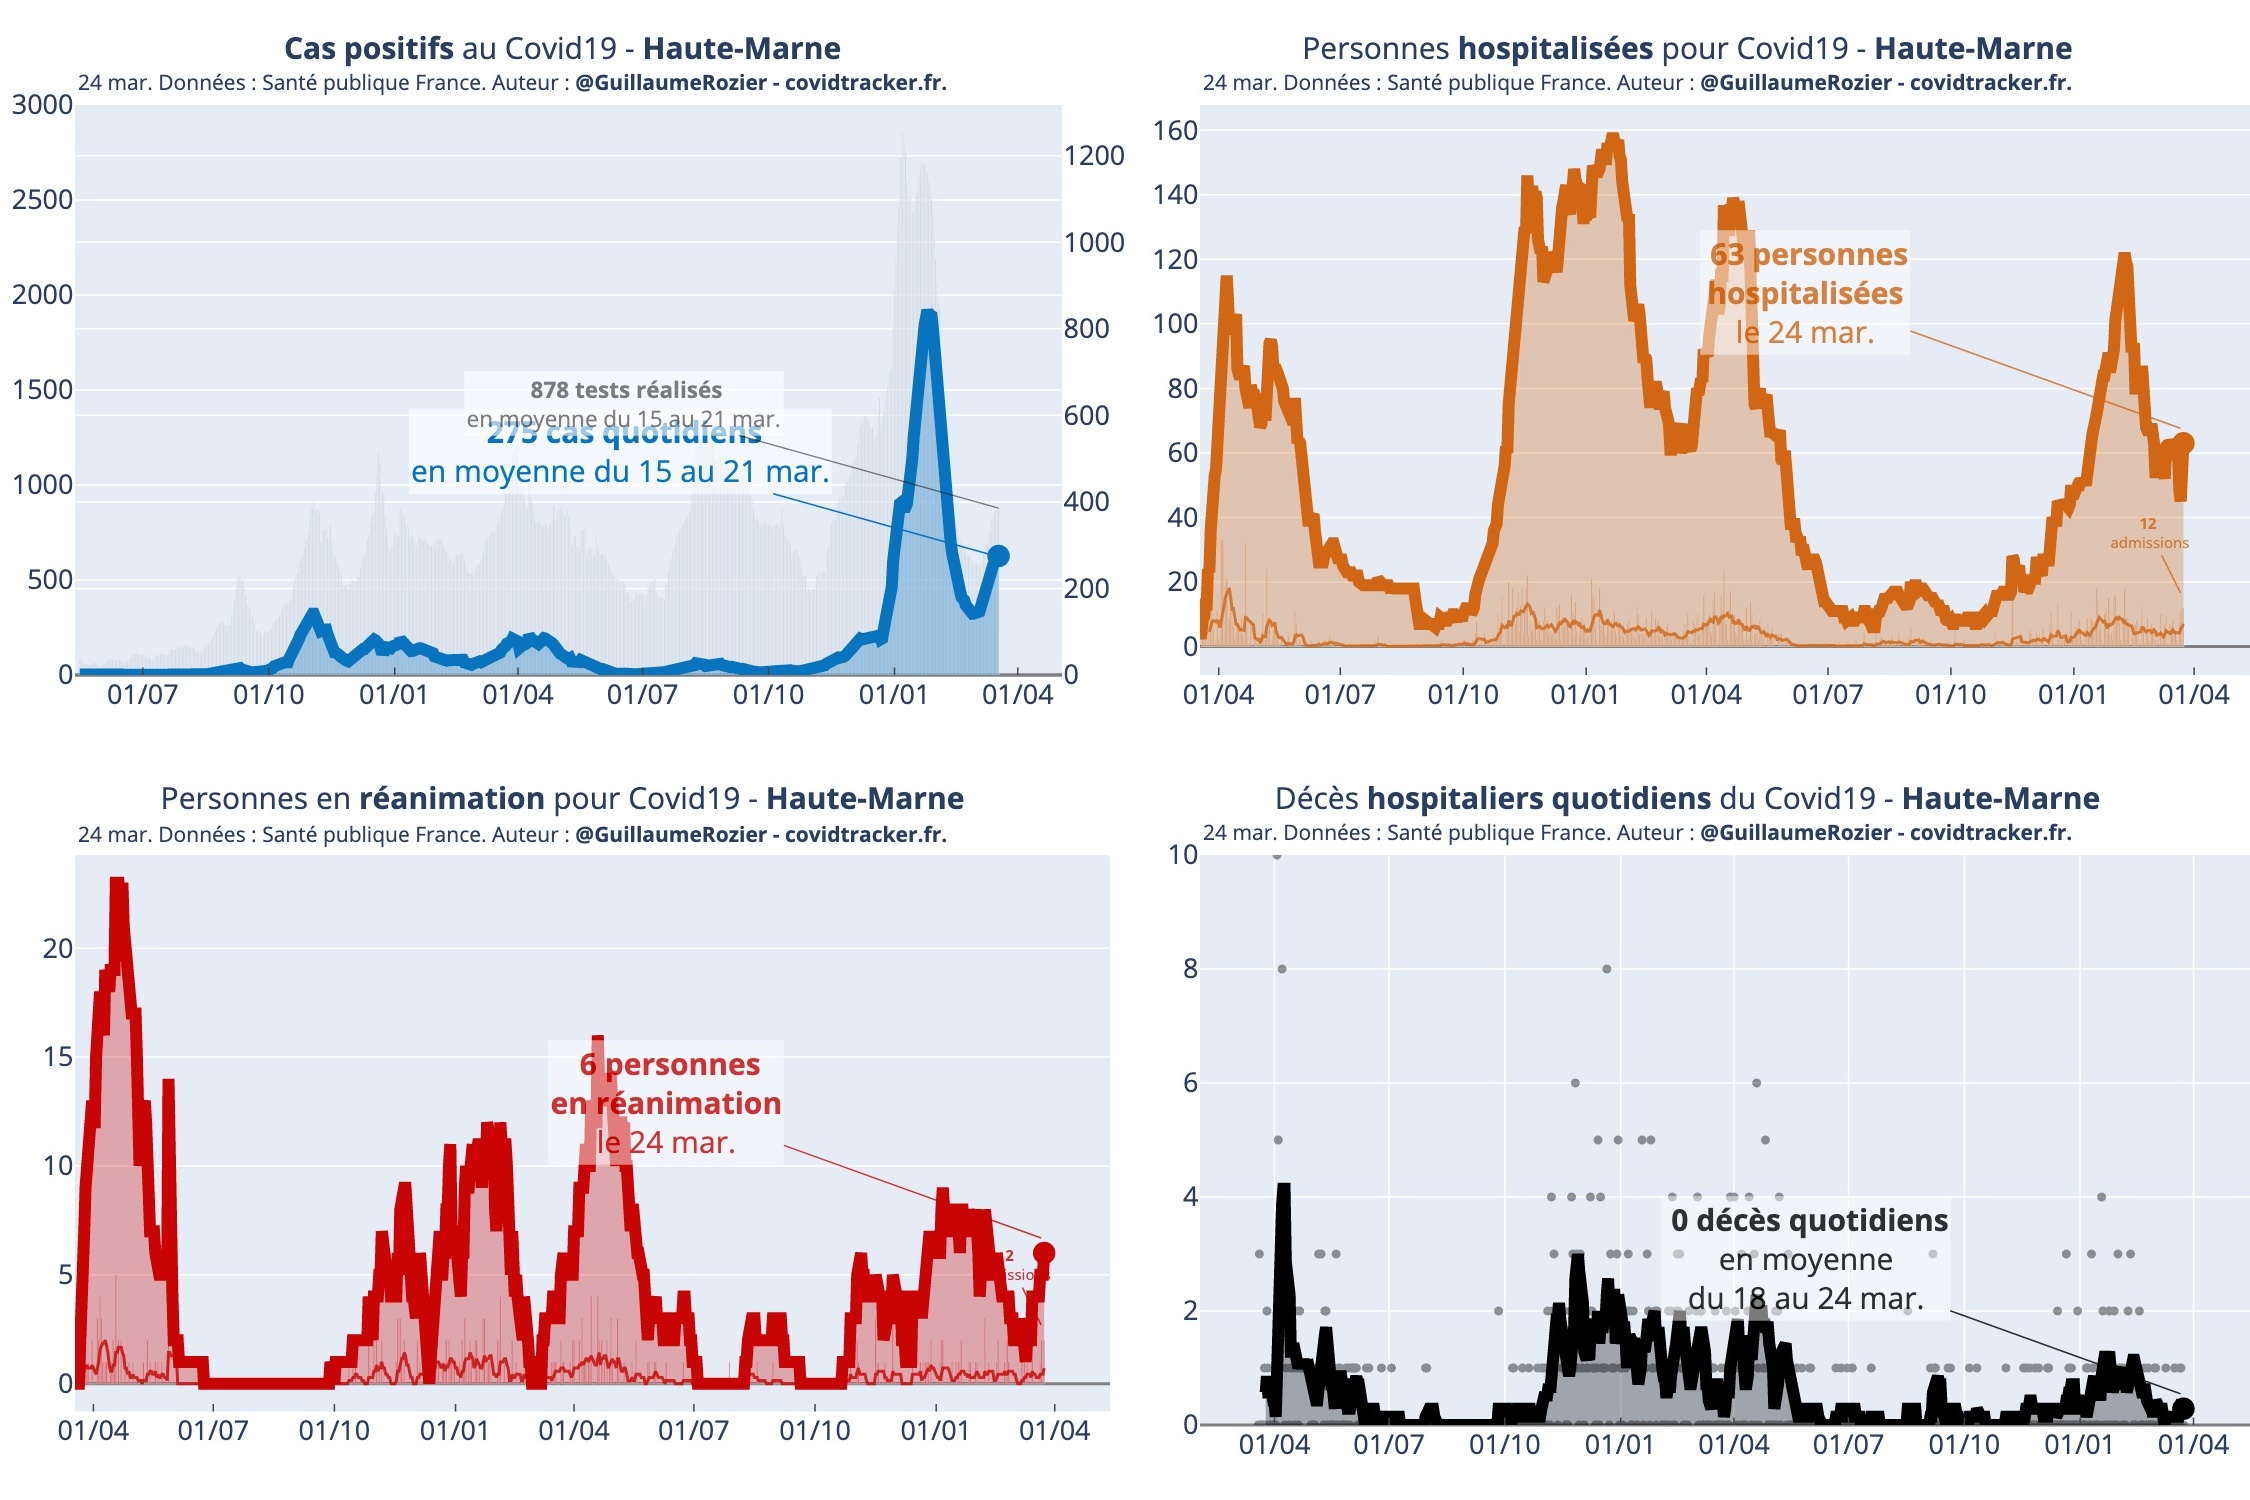 Cas positifs au Covid19 - Haute-Marne
24 mar. Données : Santé publique France. Auteur : @GuillaumeRozier - covidtracker.fr.
3000
2500
2000
1500
1000
500
0
1200
1000
800
600
400
200
0
878 tests réalisés
en moyenne du 15 au 21 mar.
275 cas quotidiens
en moyenne du 15 au 21 mar.
01/07 01/10 01/01 01/04 01/07 01/10 01/01 01/04
Personnes hospitalisées pour Covid19 - Haute-Marne
24 mar. Données : Santé publique France. Auteur : @GuillaumeRozier - covidtracker.fr.
160
140
120
100
80
60
40
20
0
63 personnes
hospitalisées
le 24 mar.
12
admissions
01/04 01/07 01/10 01/01 01/04 01/07 01/10 01/01 01/04
Personnes en réanimation pour Covid19 - Haute-Marne
24 mar. Données : Santé publique France. Auteur : @GuillaumeRozier - covidtracker.fr.
20
15
10
5
0
6 personnes
en réanimation
le 24 mar.
2
01/04 01/07 01/10 01/01 01/04 01/07 01/10 01/01 01/04
Décès hospitaliers quotidiens du Covid19 - Haute-Marne
24 mar. Données : Santé publique France. Auteur : @GuillaumeRozier - covidtracker.fr.
10
8
6
4
2
0
0 décès quotidiens
en moyenne
du 18 au 24 mar.
01/04 01/07 01/10 01/01 01/04 01/07 01/10 01/01 01/04